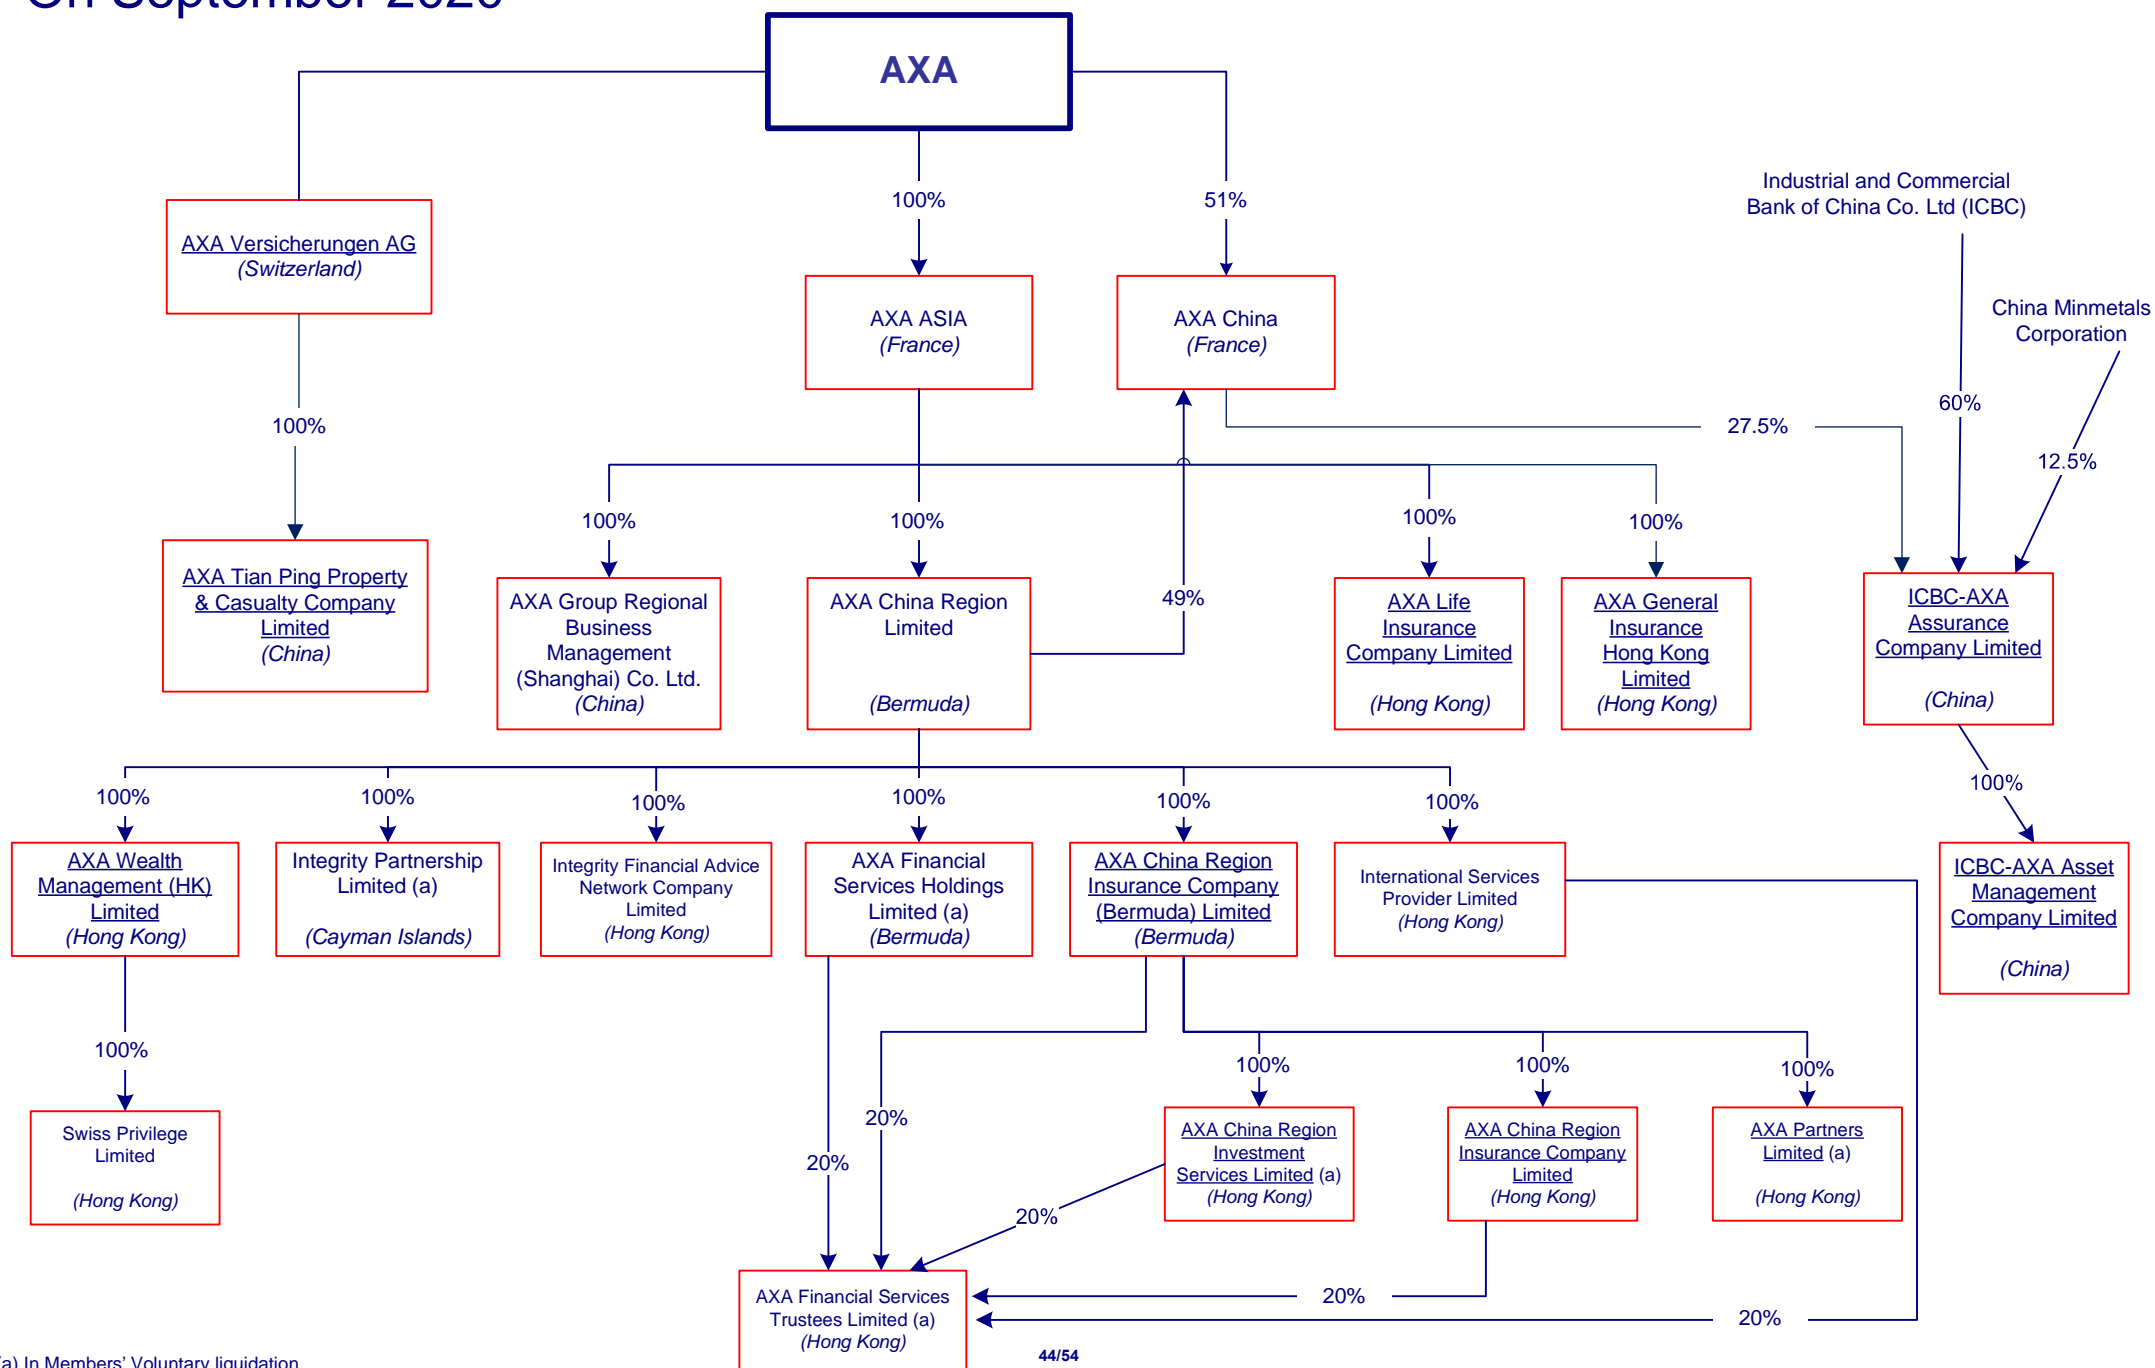 On September 2020
AXA
100%
51%
Industrial and Commercial
Bank of China Co. Ltd (ICBC)
AXA Versicherungen AG
(Switzerland)
AXA ASIA
(France)
AXA China
(France)
China Minmetals
Corporation
100%
27.5%
60%
12.5%
100%
100%
100%
100%
49%
AXA Tian Ping Property
& Casualty Company
Limited
(China)
AXA Group Regional
Business
Management
(Shanghai) Co. Ltd.
(China)
AXA China Region
Limited
(Bermuda)
AXA Life
Insurance
Company Limited
(Hong Kong)
AXA General
Insurance
Hong Kong
Limited
(Hong Kong)
ICBC-AXA
Assurance
Company Limited
(China)
100%
100%
100%
100%
100%
100%
100%
AXA Wealth
Management (HK)
Limited
(Hong Kong)
Integrity Partnership
Limited (a)
(Cayman Islands)
Integrity Financial Advice
Network Company
Limited
(Hong Kong)
AXA Financial
Services Holdings
Limited (a)
(Bermuda)
AXA China Region
Insurance Company
(Bermuda) Limited
(Bermuda)
International Services
Provider Limited
(Hong Kong)
ICBC-AXA Asset
Management
Company Limited
(China)
100%
100%
100%
100%
20%
20%
Swiss Privilege
Limited
(Hong Kong)
AXA China Region
Investment
Services Limited (a)
(Hong Kong)
AXA China Region
Insurance Company
Limited
(Hong Kong)
AXA Partners
Limited (a)
(Hong Kong)
20%
20%
20%
AXA Financial Services
Trustees Limited (a)
(Hong Kong)
(a) In Members' Voluntary liquidation
44/54